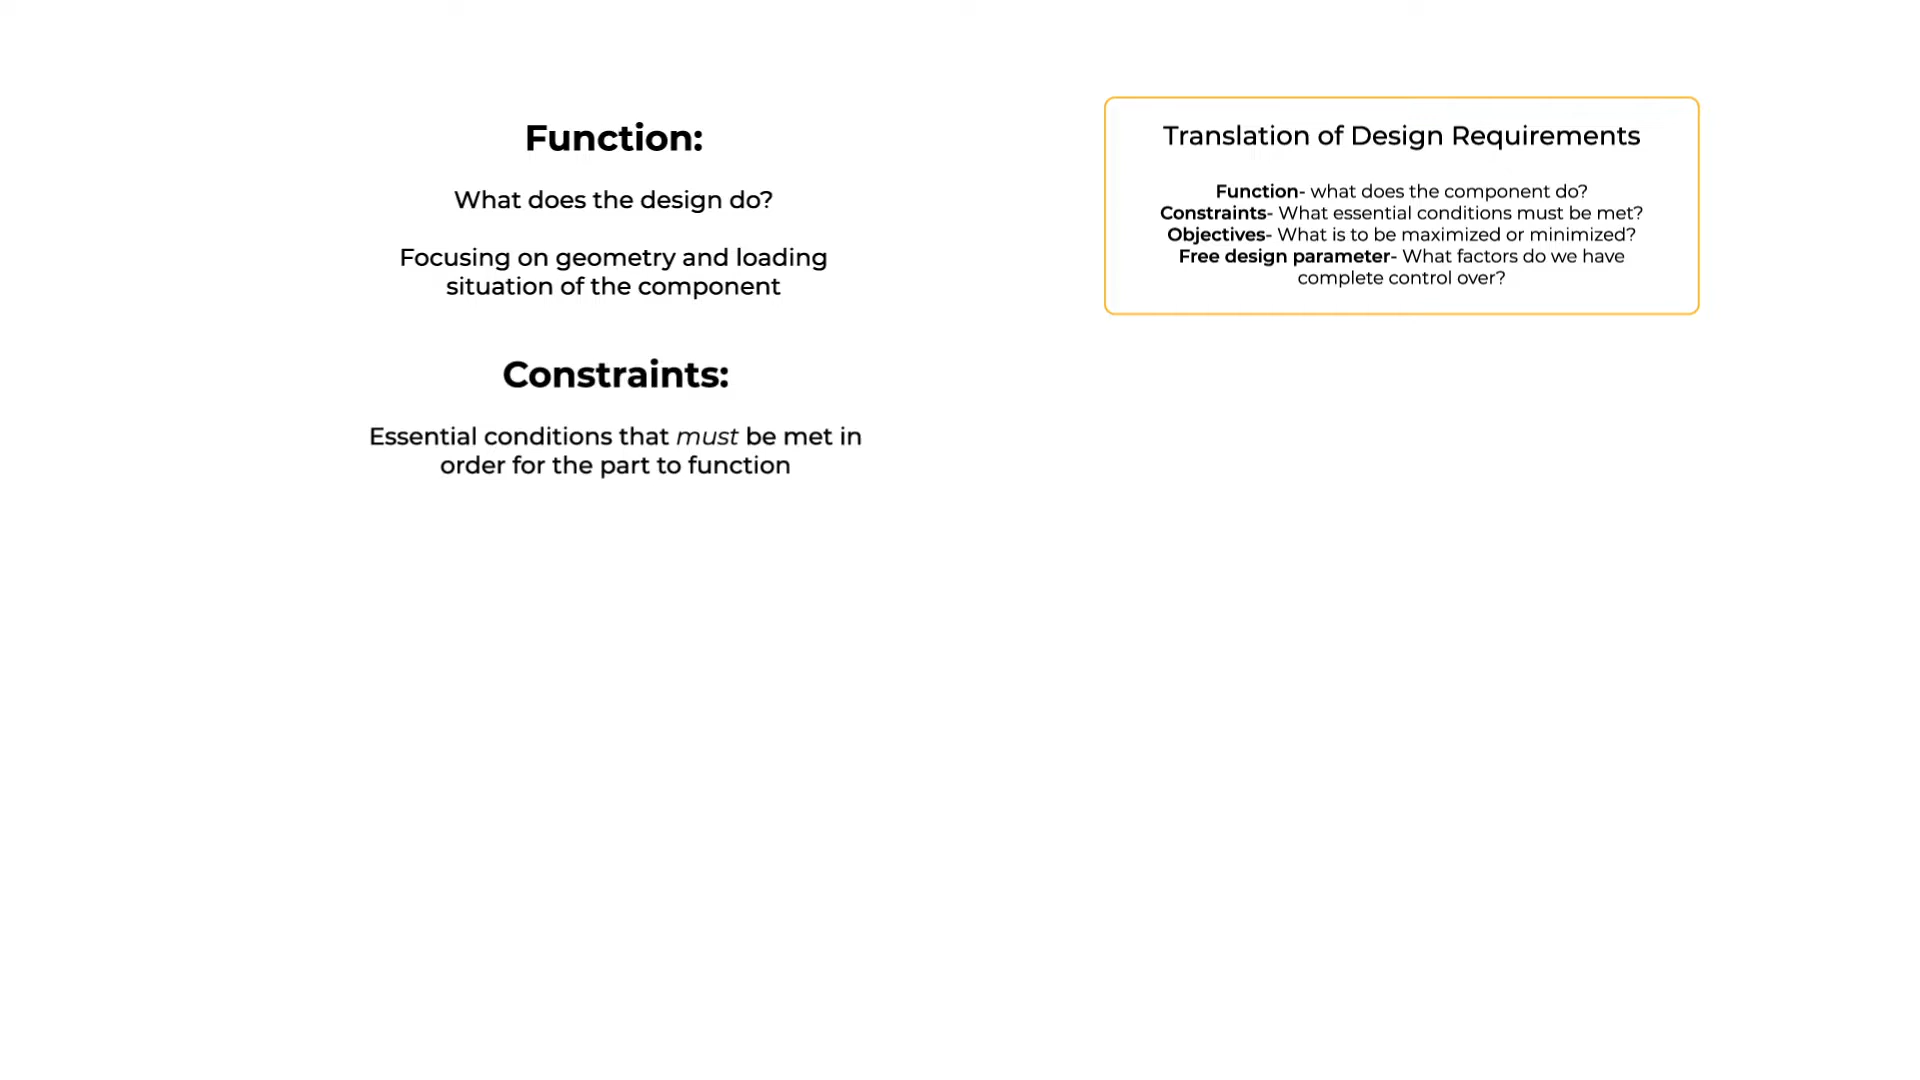 Function:
What does the design do?
Focusing on geometry and loading
situation of the component
Constraints:
Essential conditions that must be met in
order for the part to function
Translation of Design Requirements
Function- what does the component do?
Constraints- What essential conditions must be met?
Objectives- What is to be maximized or minimized?
Free design parameter- What factors do we have
complete control over?